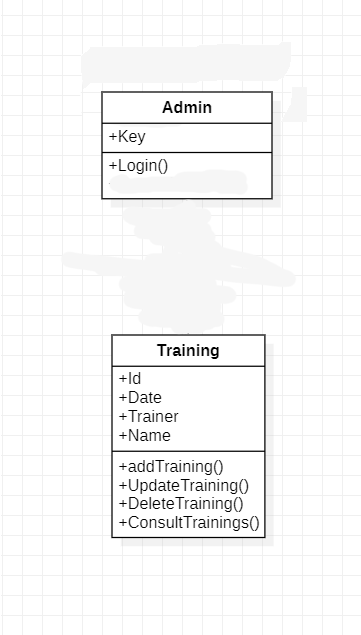 Admin
+Key
+Login()
Training
+Id
+Date
+Trainer
+Name
+addTraining()
+UpdateTraining()
+DeleteTraining()
+ConsultTrainings()